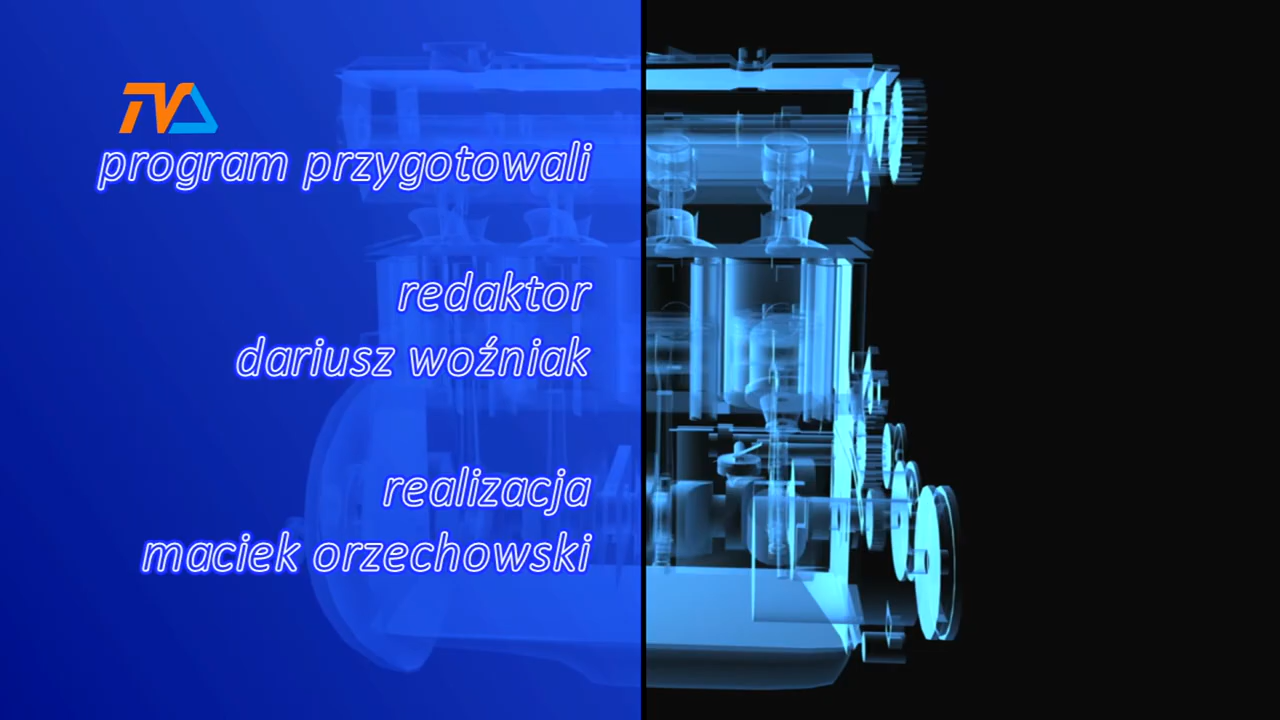 TVA
program przygotowali
redaktor
dariusz woźniak
realizacja
maciek orzechowski